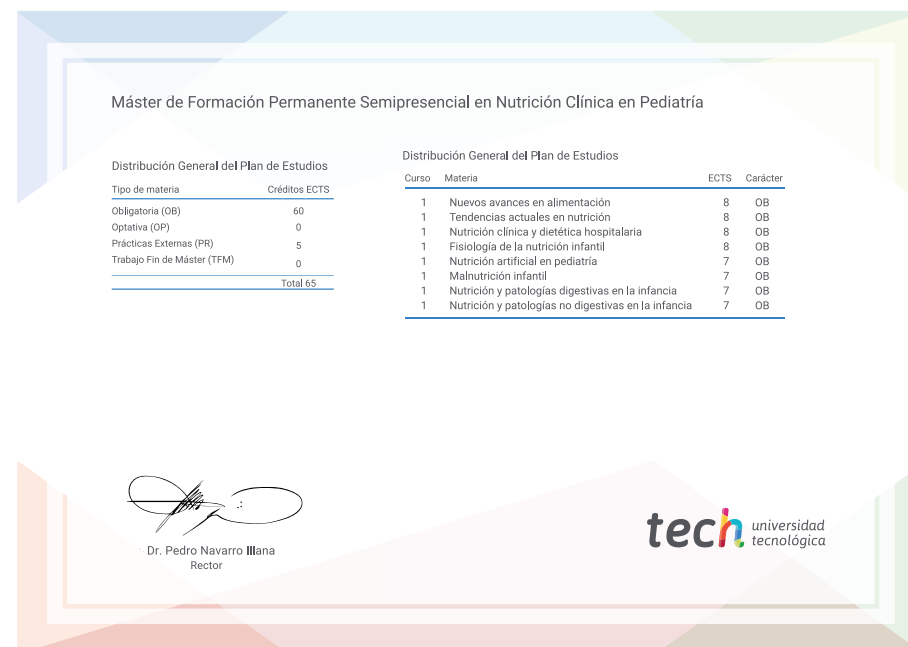 Máster de Formación Permanente Semipresencial en Nutrición Clínica en Pediatría
Distribución General del Plan de Estudios
Tipo de materia Créditos ECTS
Obligatoria (OB) 60
Optativa (OP) 0
Prácticas Externas (PR) 5
Trabajo Fin de Máster (TFM) 0
Total 65
Distribución General del Plan de Estudios
Curso Materia ECTS Carácter
1 Nuevos avances en alimentación 8 OB
1 Tendencias actuales en nutrición 8 OB
1 Nutrición clínica y dietética hospitalaria 8 OB
1 Fisiología de la nutrición infantil 8 OB
1 Nutrición artificial en pediatría 7 OB
1 Malnutrición infantil 7 OB
1 Nutrición y patologías digestivas en la infancia 7 OB
1 Nutrición y patologías no digestivas en la infancia 7 OB
Dr. Pedro Navarro Illana
Rector
tech universidad
tecnológica